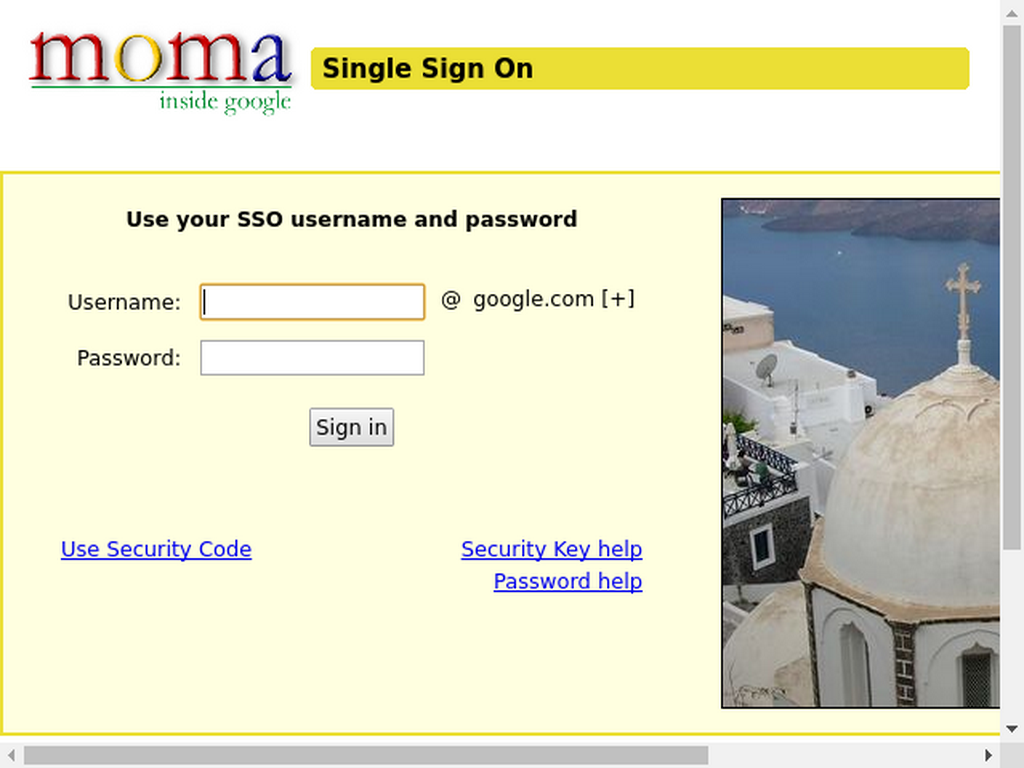 moma
inside google
Single Sign On
Use your SSO username and password
Username:
@ google.com [+]
Password:
Sign in
Use Security Code
Security Key help
Password help